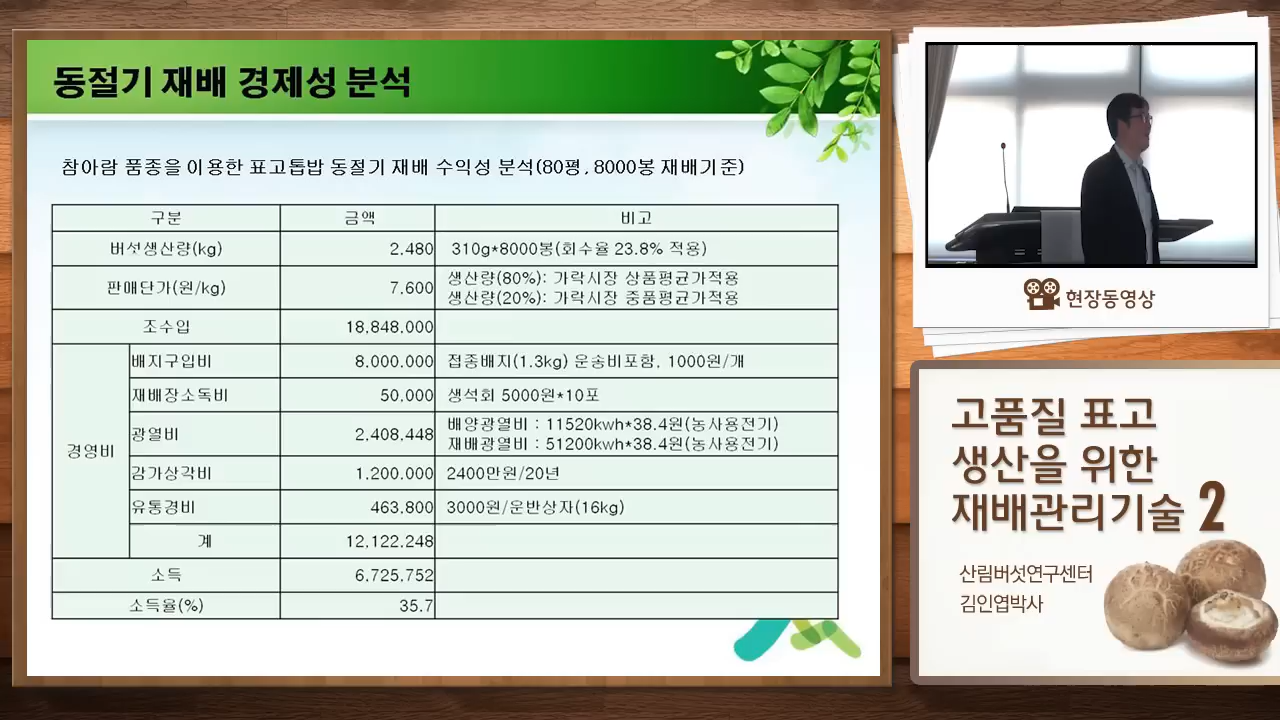 동절기 재배 경제성 분석
참아람 품종을 이용한 표고톱밥 동절기 재배 수익성 분석(80평, 8000봉 재배기준)
구분 금액 비고
버섯생산량(kg) 2,480 310g*8000봉(회수율 23.8% 적용)
판매단가(원/kg) 7,600 생산량(80%): 가락시장 상품평균가적용
생산량(20%): 가락시장 중품평균가적용
조수입 18,848,000
경영비
배지구입비 8,000,000 접종배지(1.3kg) 운송비포함, 1000원/개
재배장소독비 50,000 생석회 5000원*10포
광열비 2,408,448 배양광열비 : 11520kwh*38.4원(농사용전기)
재배광열비 : 51200kwh*38.4원(농사용전기)
감가상각비 1,200,000 2400만원/20년
유통경비 463,800 3000원/운반상자(16kg)
계 12,122,248
소득 6,725,752
소득율(%) 35.7
현장동영상
고품질 표고
생산을 위한
재배관리기술 2
산림버섯연구센터
김인엽박사